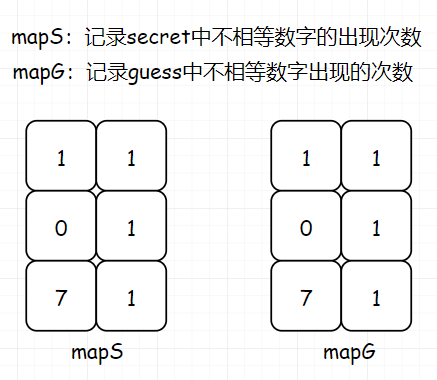 mapS：记录secret中不相等数字的出现次数
mapG：记录guess中不相等数字出现的次数
1 1 1 1
0 1 0 1
7 1 7 1
mapS mapG